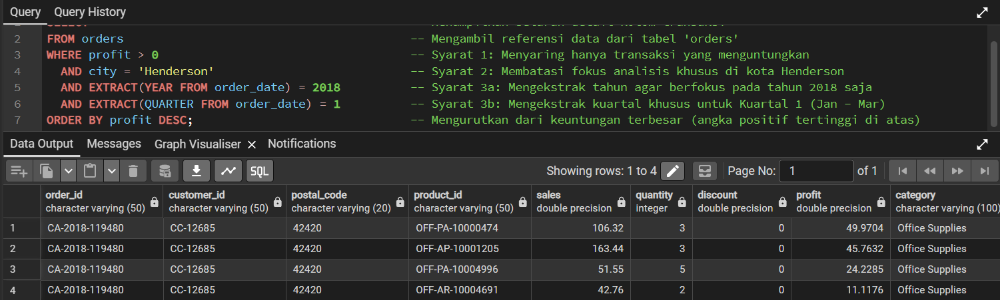 Query Query History
2 FROM orders -- Mengambil referensi data dari tabel 'orders'
3 WHERE profit > 0 -- Syarat 1: Menyaring hanya transaksi yang menguntungkan
4 AND city = 'Henderson' -- Syarat 2: Membatasi fokus analisis khusus di kota Henderson
5 AND EXTRACT(YEAR FROM order_date) = 2018 -- Syarat 3a: Mengekstrak tahun agar berfokus pada tahun 2018 saja
6 AND EXTRACT(QUARTER FROM order_date) = 1 -- Syarat 3b: Mengekstrak kuartal khusus untuk Kuartal 1 (Jan - Mar)
7 ORDER BY profit DESC; -- Mengurutkan dari keuntungan terbesar (angka positif tertinggi di atas)
Data Output Messages Graph Visualiser Notifications
SQL Showing rows: 1 to 4 Page No: 1 of 1
order_id customer_id postal_code product_id sales quantity discount profit category
character varying (50) character varying (50) character varying (20) character varying (50) double precision integer double precision double precision character varying (100)
1 CA-2018-119480 CC-12685 42420 OFF-PA-10000474 106.32 3 0 49.9704 Office Supplies
2 CA-2018-119480 CC-12685 42420 OFF-AP-10001205 163.44 3 0 45.7632 Office Supplies
3 CA-2018-119480 CC-12685 42420 OFF-PA-10004996 51.55 5 0 24.2285 Office Supplies
4 CA-2018-119480 CC-12685 42420 OFF-AR-10004691 42.76 2 0 11.1176 Office Supplies